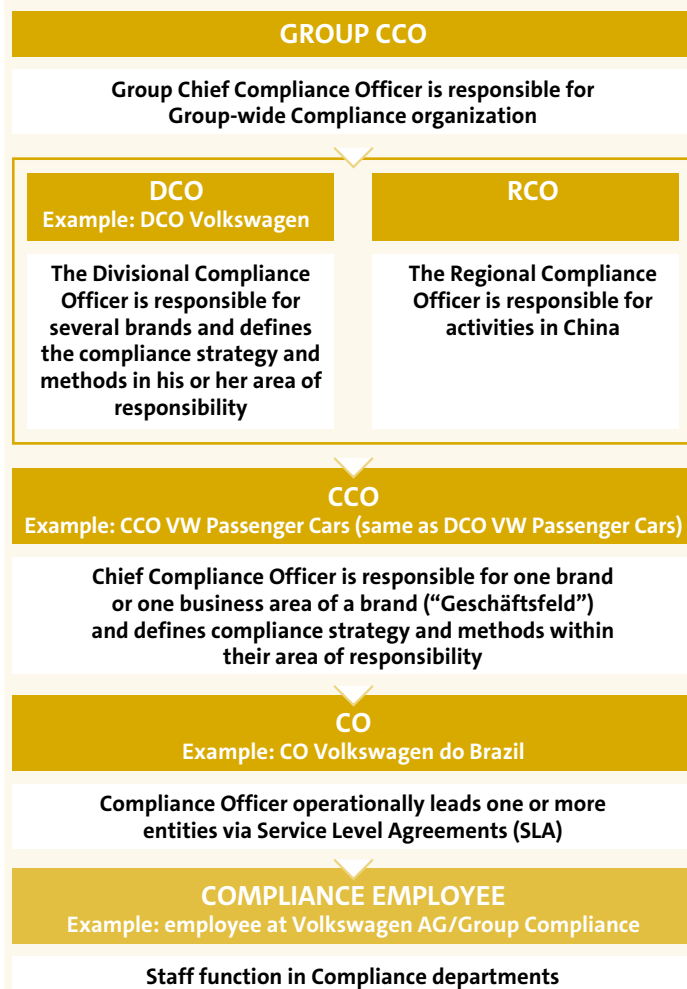 GROUP CCO
Group Chief Compliance Officer is responsible for
Group-wide Compliance organization
DCO
Example: DCO Volkswagen
The Divisional Compliance
Officer is responsible for
several brands and defines
the compliance strategy and
methods in his or her area of
responsibility
RCO
The Regional Compliance
Officer is responsible for
activities in China
CCO
Example: CCO VW Passenger Cars (same as DCO VW Passenger Cars)
Chief Compliance Officer is responsible for one brand
or one business area of a brand (“Geschäftsfeld”)
and defines compliance strategy and methods within
their area of responsibility
CO
Example: CO Volkswagen do Brazil
Compliance Officer operationally leads one or more
entities via Service Level Agreements (SLA)
COMPLIANCE EMPLOYEE
Example: employee at Volkswagen AG/Group Compliance
Staff function in Compliance departments